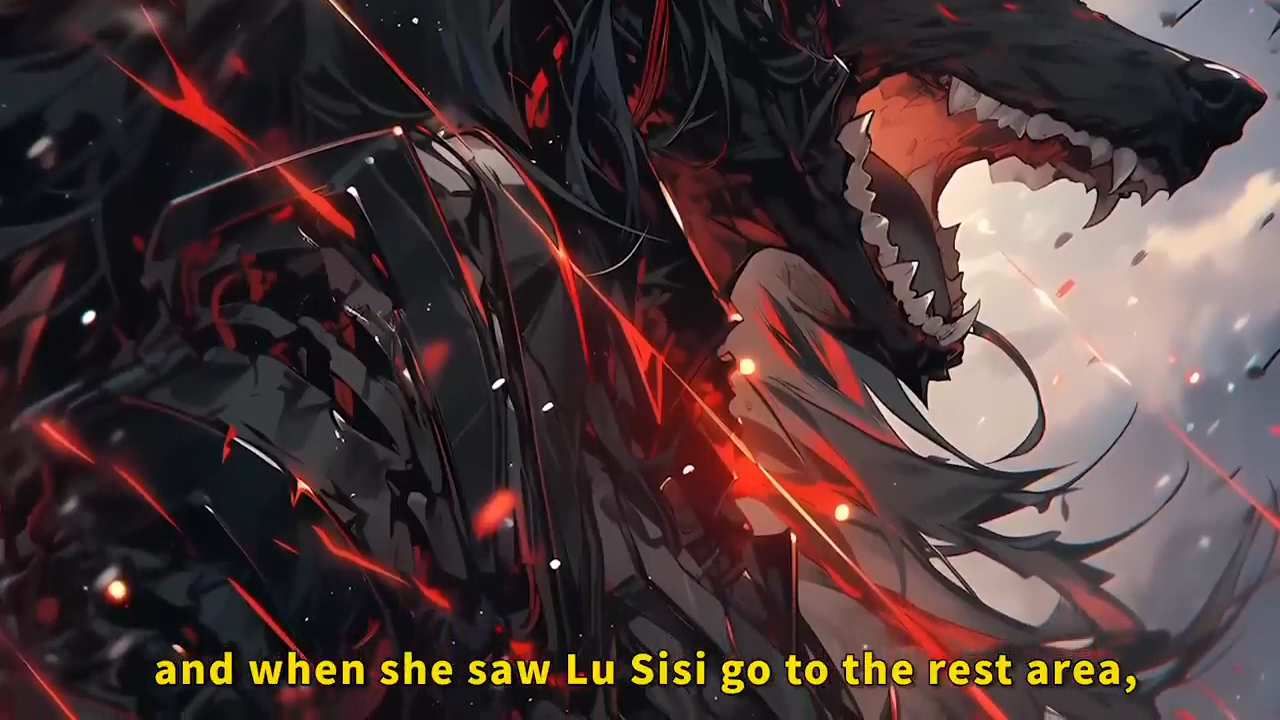 and when she saw Lu Sisi go to the rest area,